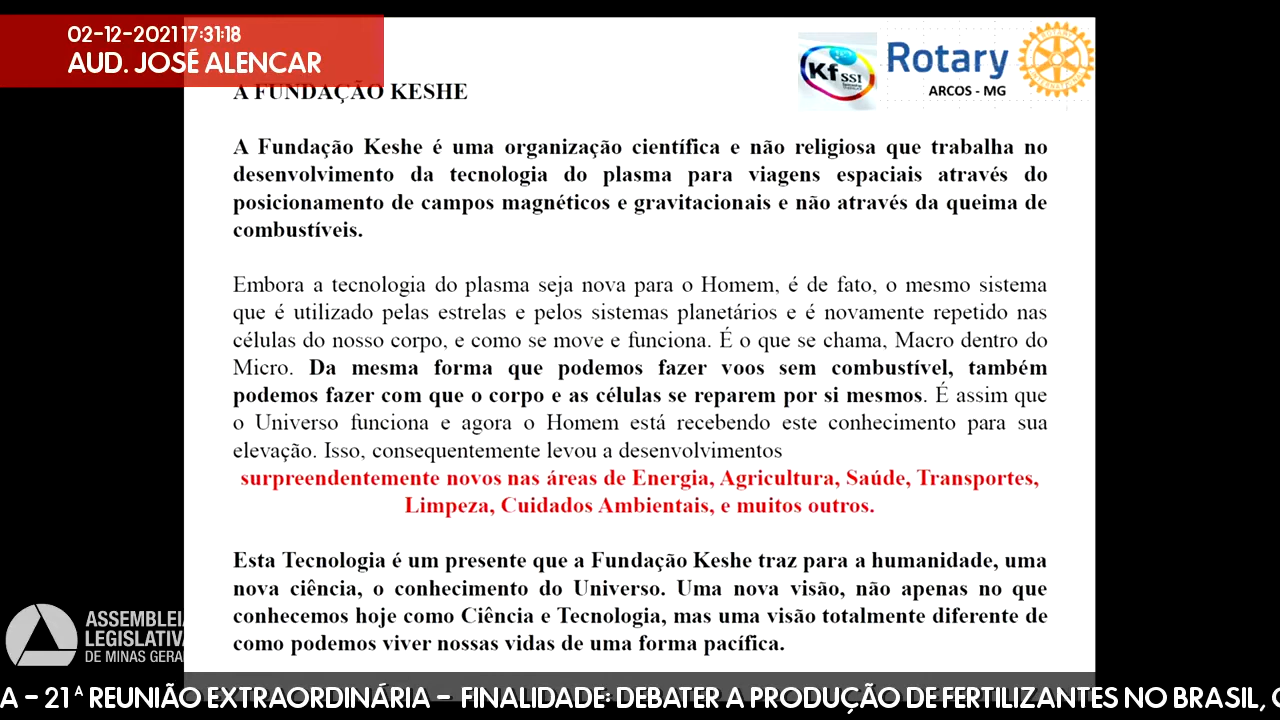 02-12-2021 17:31:18
AUD. JOSÉ ALENCAR
Kf SSI
Rotary
ARCOS - MG
A FUNDAÇÃO KESHE
A Fundação Keshe é uma organização científica e não religiosa que trabalha no
desenvolvimento da tecnologia do plasma para viagens espaciais através do
posicionamento de campos magnéticos e gravitacionais e não através da queima de
combustíveis.
Embora a tecnologia do plasma seja nova para o Homem, é de fato, o mesmo sistema
que é utilizado pelas estrelas e pelos sistemas planetários e é novamente repetido nas
células do nosso corpo, e como se move e funciona. É o que se chama, Macro dentro do
Micro. Da mesma forma que podemos fazer voos sem combustível, também
podemos fazer com que o corpo e as células se reparem por si mesmos. É assim que
o Universo funciona e agora o Homem está recebendo este conhecimento para sua
elevação. Isso, consequentemente levou a desenvolvimentos
surpreendentemente novos nas áreas de Energia, Agricultura, Saúde, Transportes,
Limpeza, Cuidados Ambientais, e muitos outros.
Esta Tecnologia é um presente que a Fundação Keshe traz para a humanidade, uma
nova ciência, o conhecimento do Universo. Uma nova visão, não apenas no que
conhecemos hoje como Ciência e Tecnologia, mas uma visão totalmente diferente de
como podemos viver nossas vidas de uma forma pacífica.
ASSEMBLEIA
LEGISLATIVA
DE MINAS GERAI
A - 21ª REUNIÃO EXTRAORDINÁRIA - FINALIDADE: DEBATER A PRODUÇÃO DE FERTILIZANTES NO BRASIL,